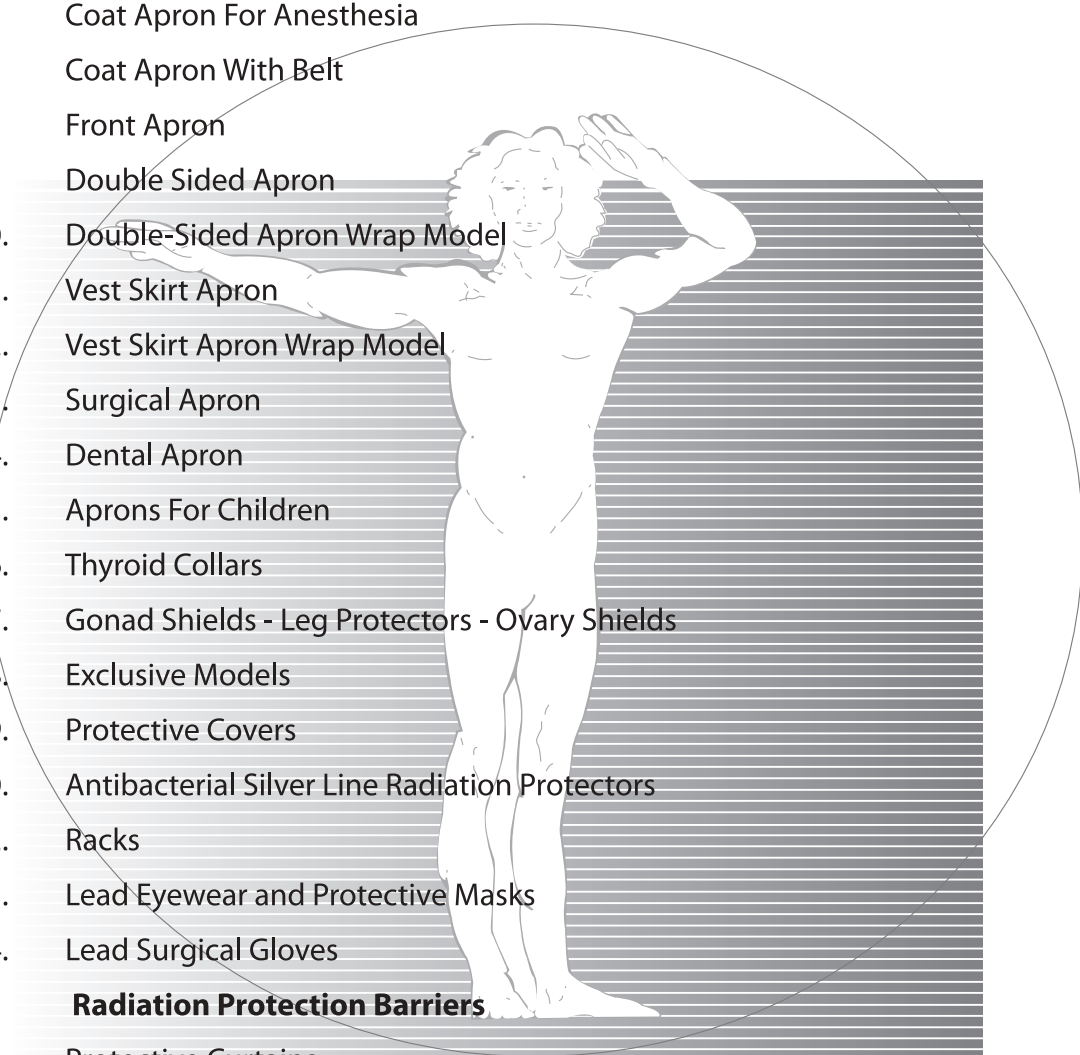 Coat Apron For Anesthesia
Coat Apron With Belt
Front Apron
Double Sided Apron
Double-Sided Apron Wrap Model
Vest Skirt Apron
Vest Skirt Apron Wrap Model
Surgical Apron
Dental Apron
Aprons For Children
Thyroid Collars
Gonad Shields - Leg Protectors - Ovary Shields
Exclusive Models
Protective Covers
Antibacterial Silver Line Radiation Protectors
Racks
Lead Eyewear and Protective Masks
Lead Surgical Gloves
Radiation Protection Barriers
Protective Curtains